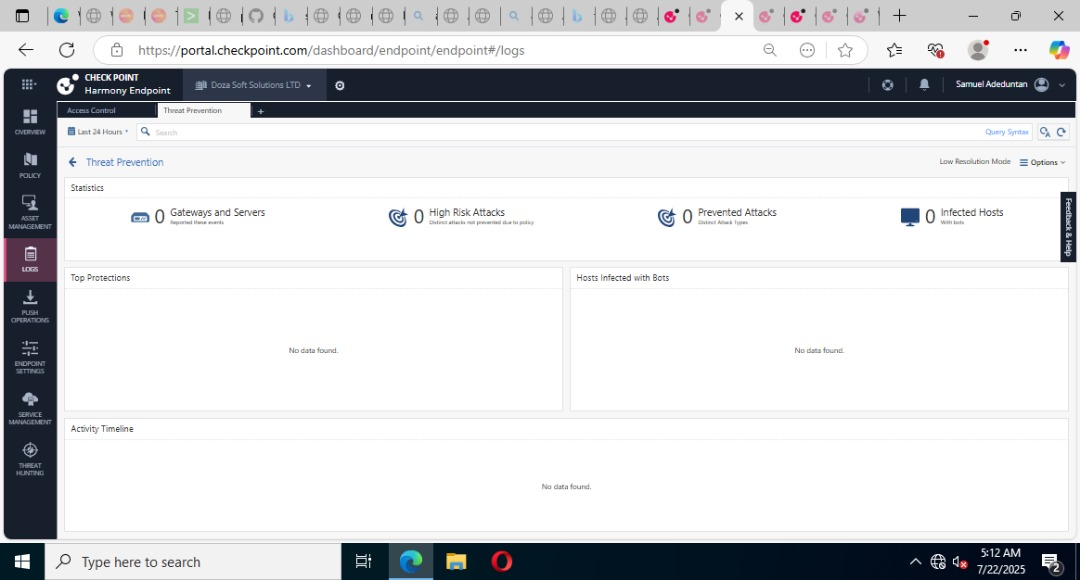 https://portal.checkpoint.com/dashboard/endpoint/endpoint#/logs
CHECK POINT
Harmony Endpoint
Doza Soft Solutions LTD
Samuel Adeduntan
OVERVIEW
POLICY
ASSET
MANAGEMENT
LOGS
PUSH
OPERATIONS
ENDPOINT
SETTINGS
SERVICE
MANAGEMENT
THREAT
HUNTING
Access Control
Threat Prevention
+
Last 24 Hours
Search
Query Syntax
Threat Prevention
Low Resolution Mode
Options
Statistics
0 Gateways and Servers
Reported these events
0 High Risk Attacks
Distinct attacks not prevented due to policy
0 Prevented Attacks
Distinct Attack Types
0 Infected Hosts
With bots
Feedback & Help
Top Protections
No data found.
Hosts Infected with Bots
No data found.
Activity Timeline
No data found.
Type here to search
5:12 AM
7/22/2025
2